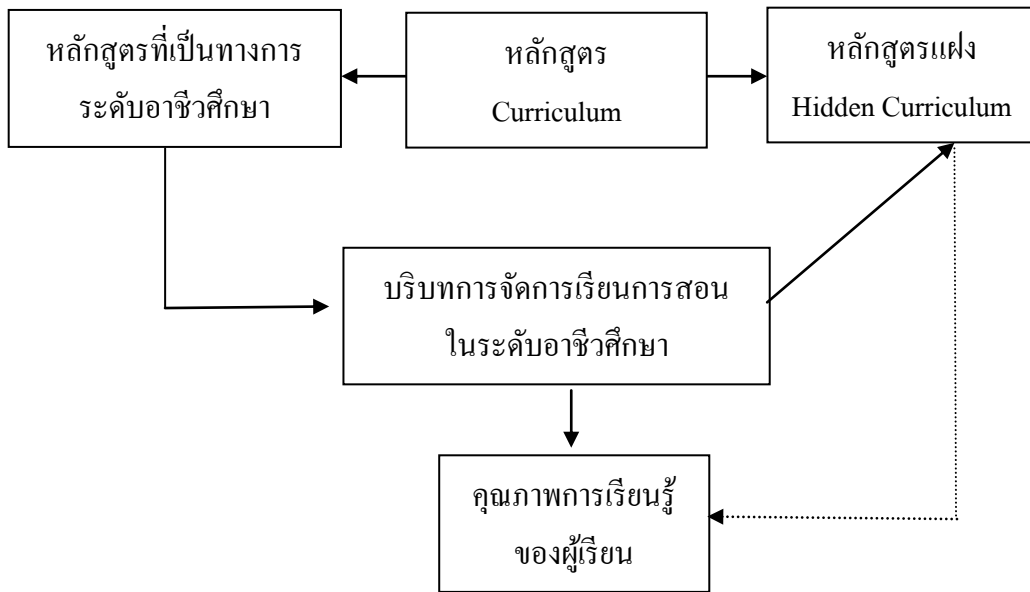 หลักสูตรที่เป็นทางการ
ระดับอาชีวศึกษา
หลักสูตร
Curriculum
หลักสูตรแฝง
Hidden Curriculum
บริบทการจัดการเรียนการสอน
ในระดับอาชีวศึกษา
คุณภาพการเรียนรู้
ของผู้เรียน